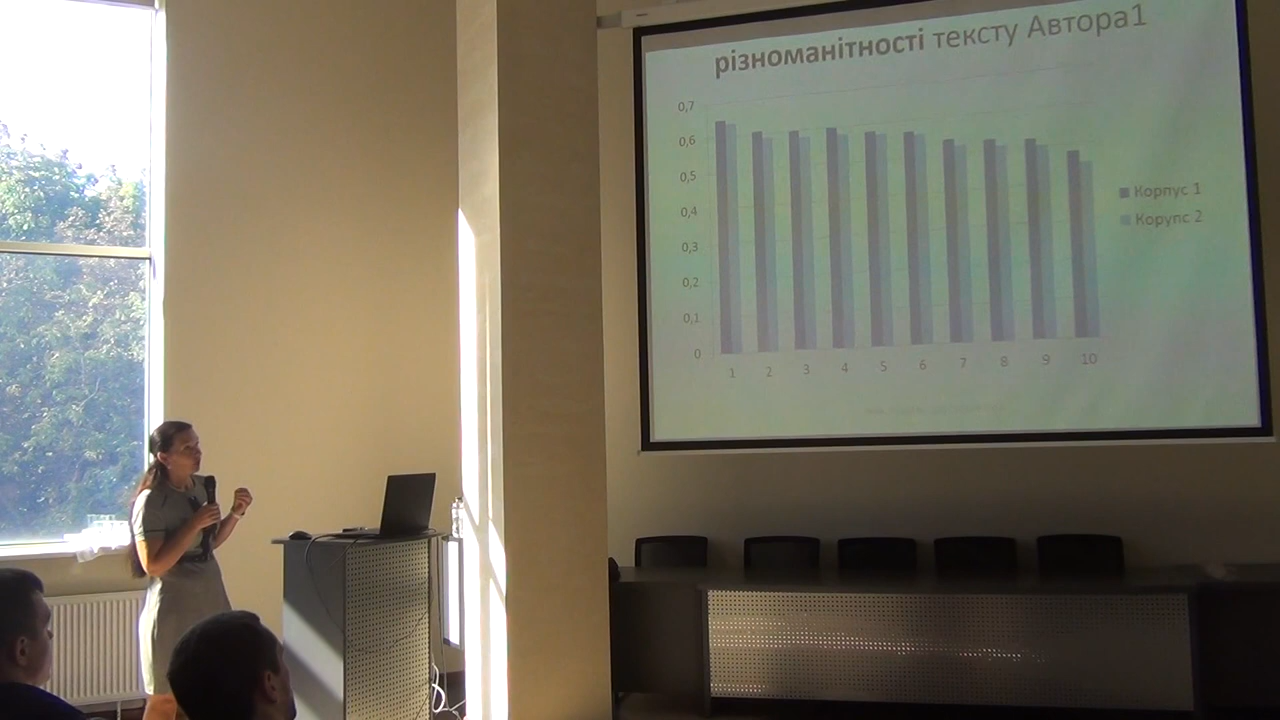 різноманітності тексту Автора1
0,7
0,6
0,5
0,4
0,3
0,2
0,1
0
1 2 3 4 5 6 7 8 9 10
Корпус 1
Корупс 2